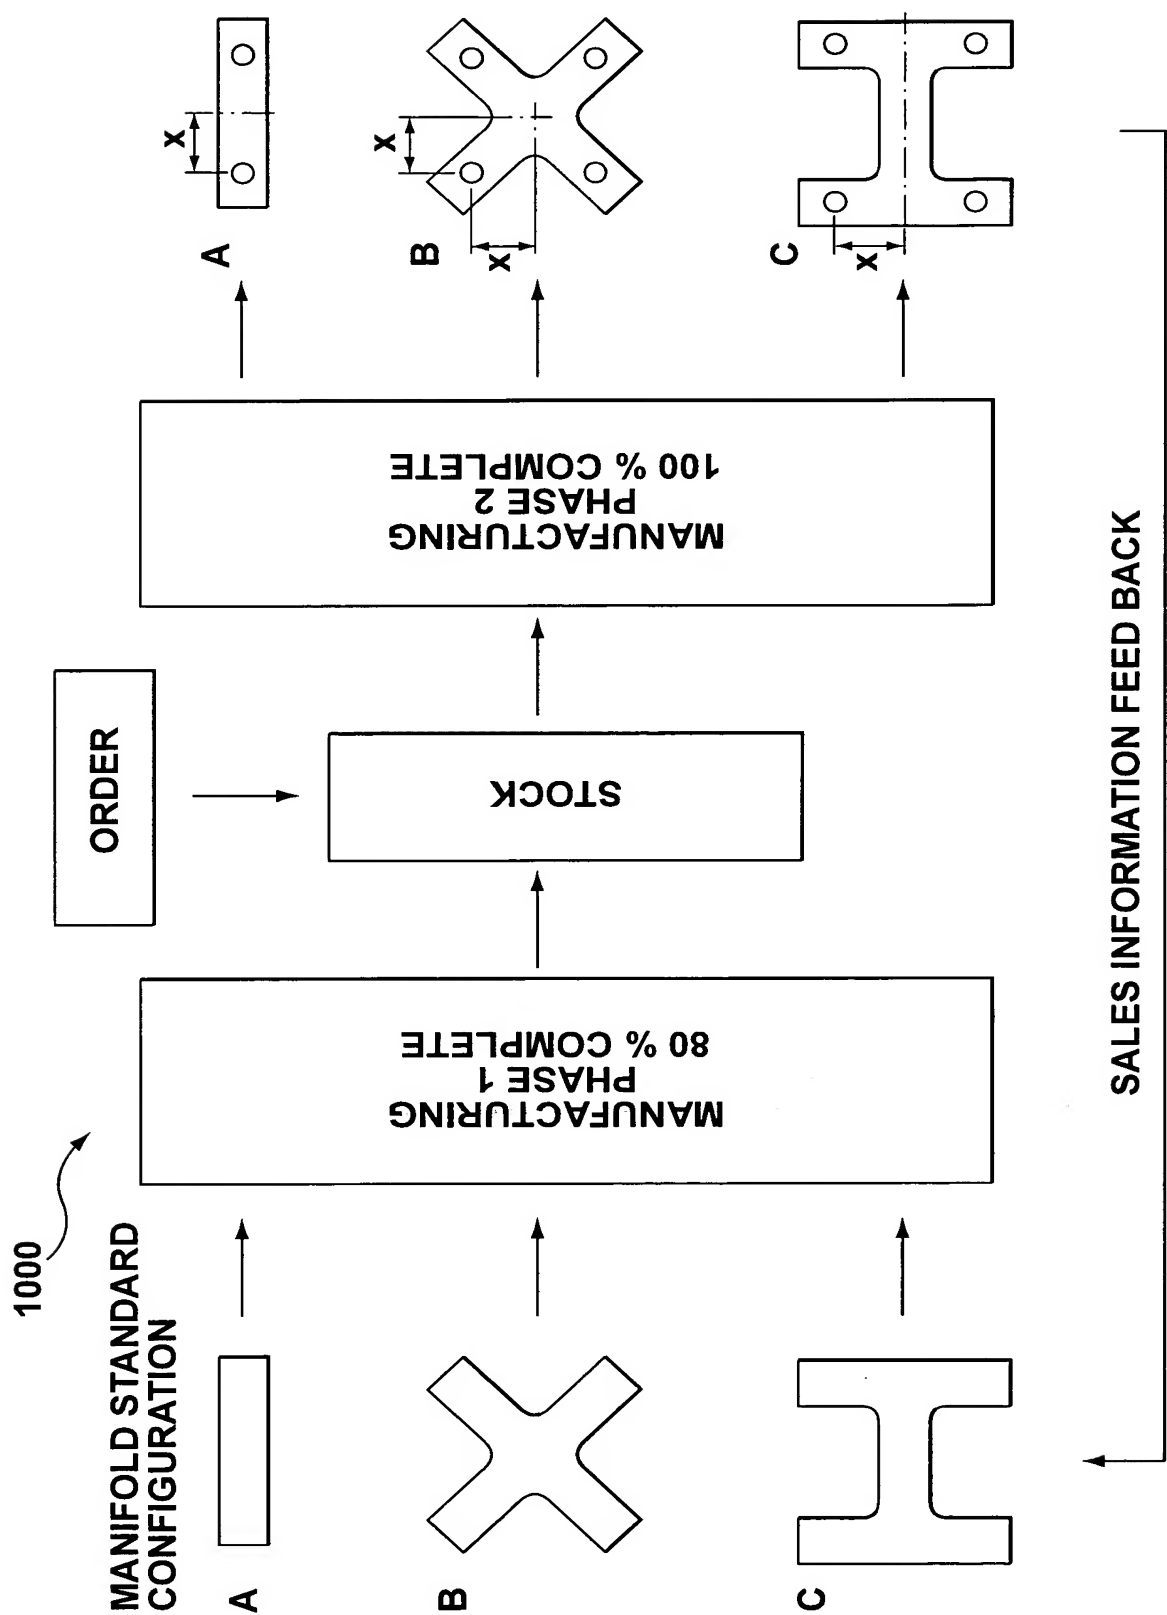 1000
MANIFOLD STANDARD
CONFIGURATION
A
B
C
MANUFACTURING
PHASE 1
80 % COMPLETE
ORDER
STOCK
MANUFACTURING
PHASE 2
100 % COMPLETE
A
X
B
X
X
C
X
SALES INFORMATION FEED BACK